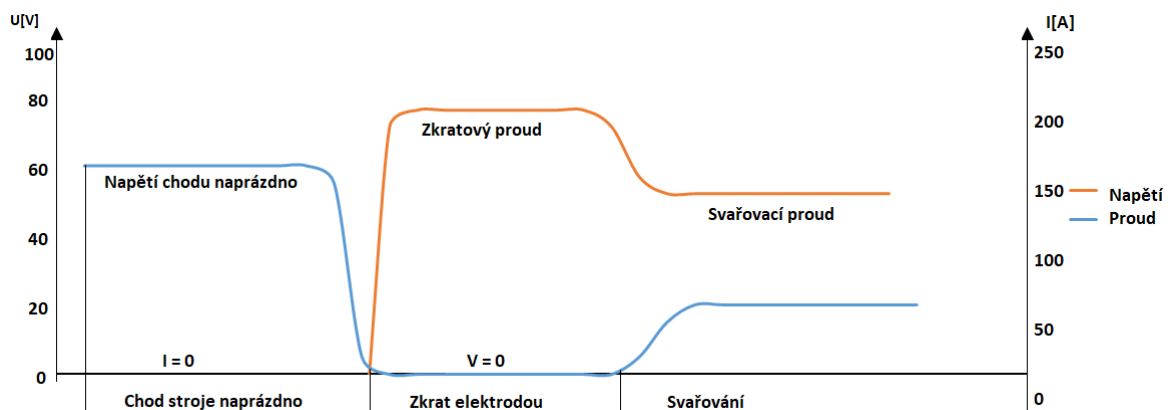 U[V]
I[A]
100
80
60
40
20
0
250
200
150
100
50
0
Zkratový proud
Napětí chodu naprázdno
Svařovací proud
Napětí
Proud
I = 0
V = 0
Chod stroje naprázdno
Zkrat elektrodou
Svařování